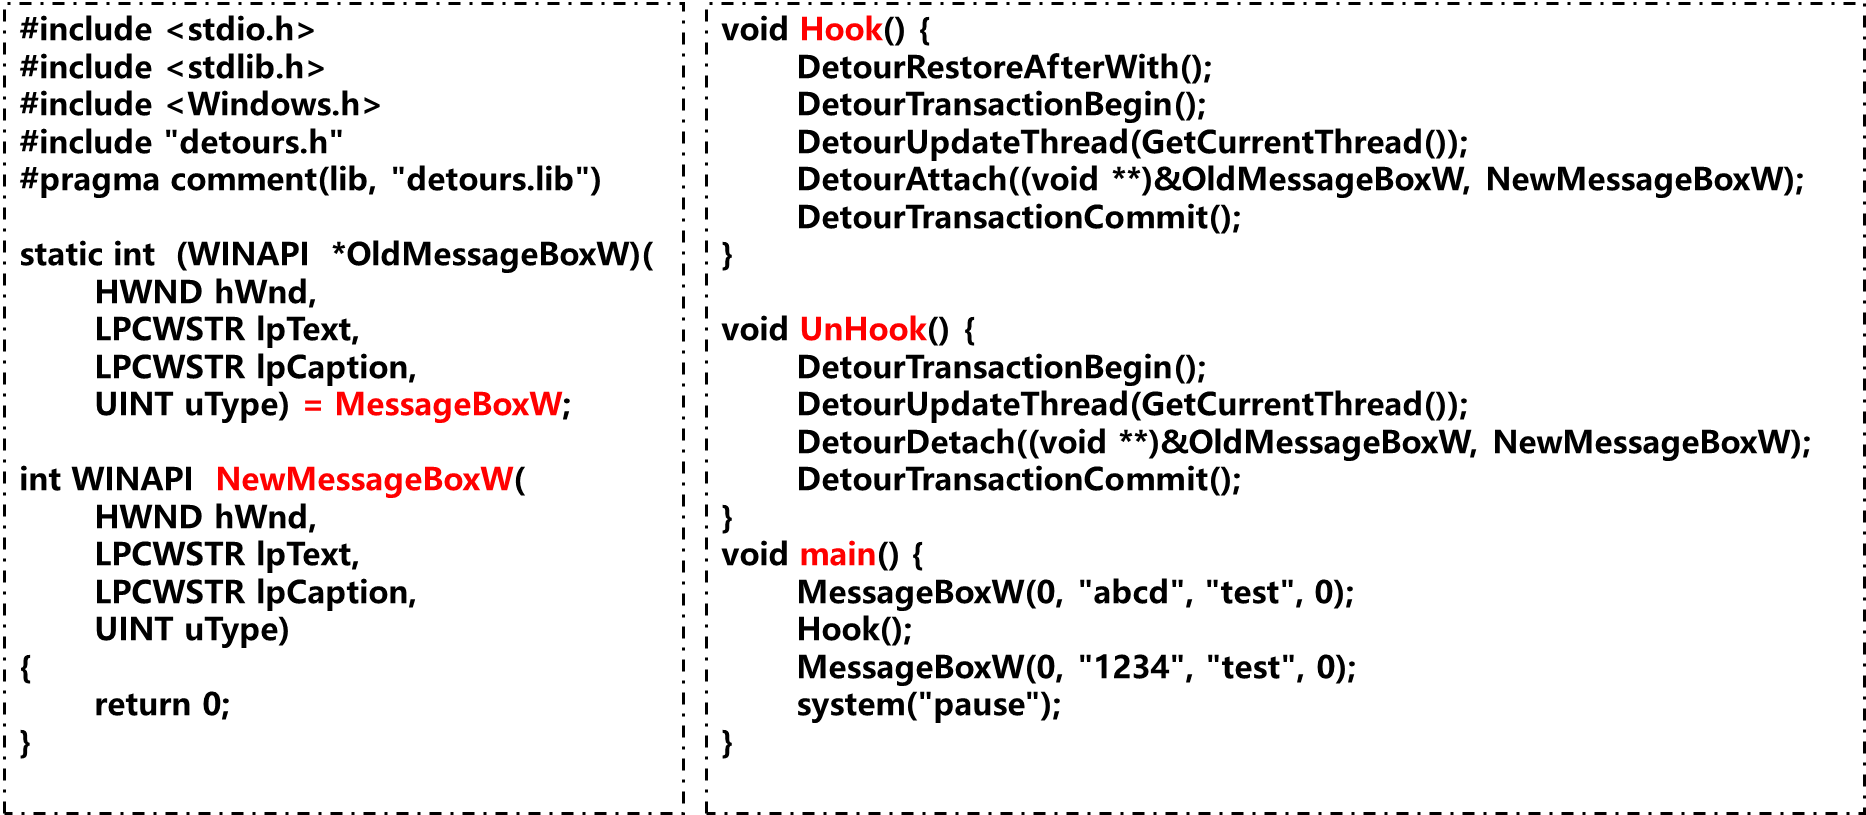 #include <stdio.h>
#include <stdlib.h>
#include <Windows.h>
#include "detours.h"
#pragma comment(lib, "detours.lib")
static int (WINAPI *OldMessageBoxW)(
HWND hWnd,
LPCWSTR lpText,
LPCWSTR lpCaption,
UINT uType) = MessageBoxW;
int WINAPI NewMessageBoxW(
HWND hWnd,
LPCWSTR lpText,
LPCWSTR lpCaption,
UINT uType)
{
return 0;
}
void Hook() {
DetourRestoreAfterWith();
DetourTransactionBegin();
DetourUpdateThread(GetCurrentThread());
DetourAttach((void **)&OldMessageBoxW, NewMessageBoxW);
DetourTransactionCommit();
}
void UnHook() {
DetourTransactionBegin();
DetourUpdateThread(GetCurrentThread());
DetourDetach((void **)&OldMessageBoxW, NewMessageBoxW);
DetourTransactionCommit();
}
void main() {
MessageBoxW(0, "abcd", "test", 0);
Hook();
MessageBoxW(0, "1234", "test", 0);
system("pause");
}